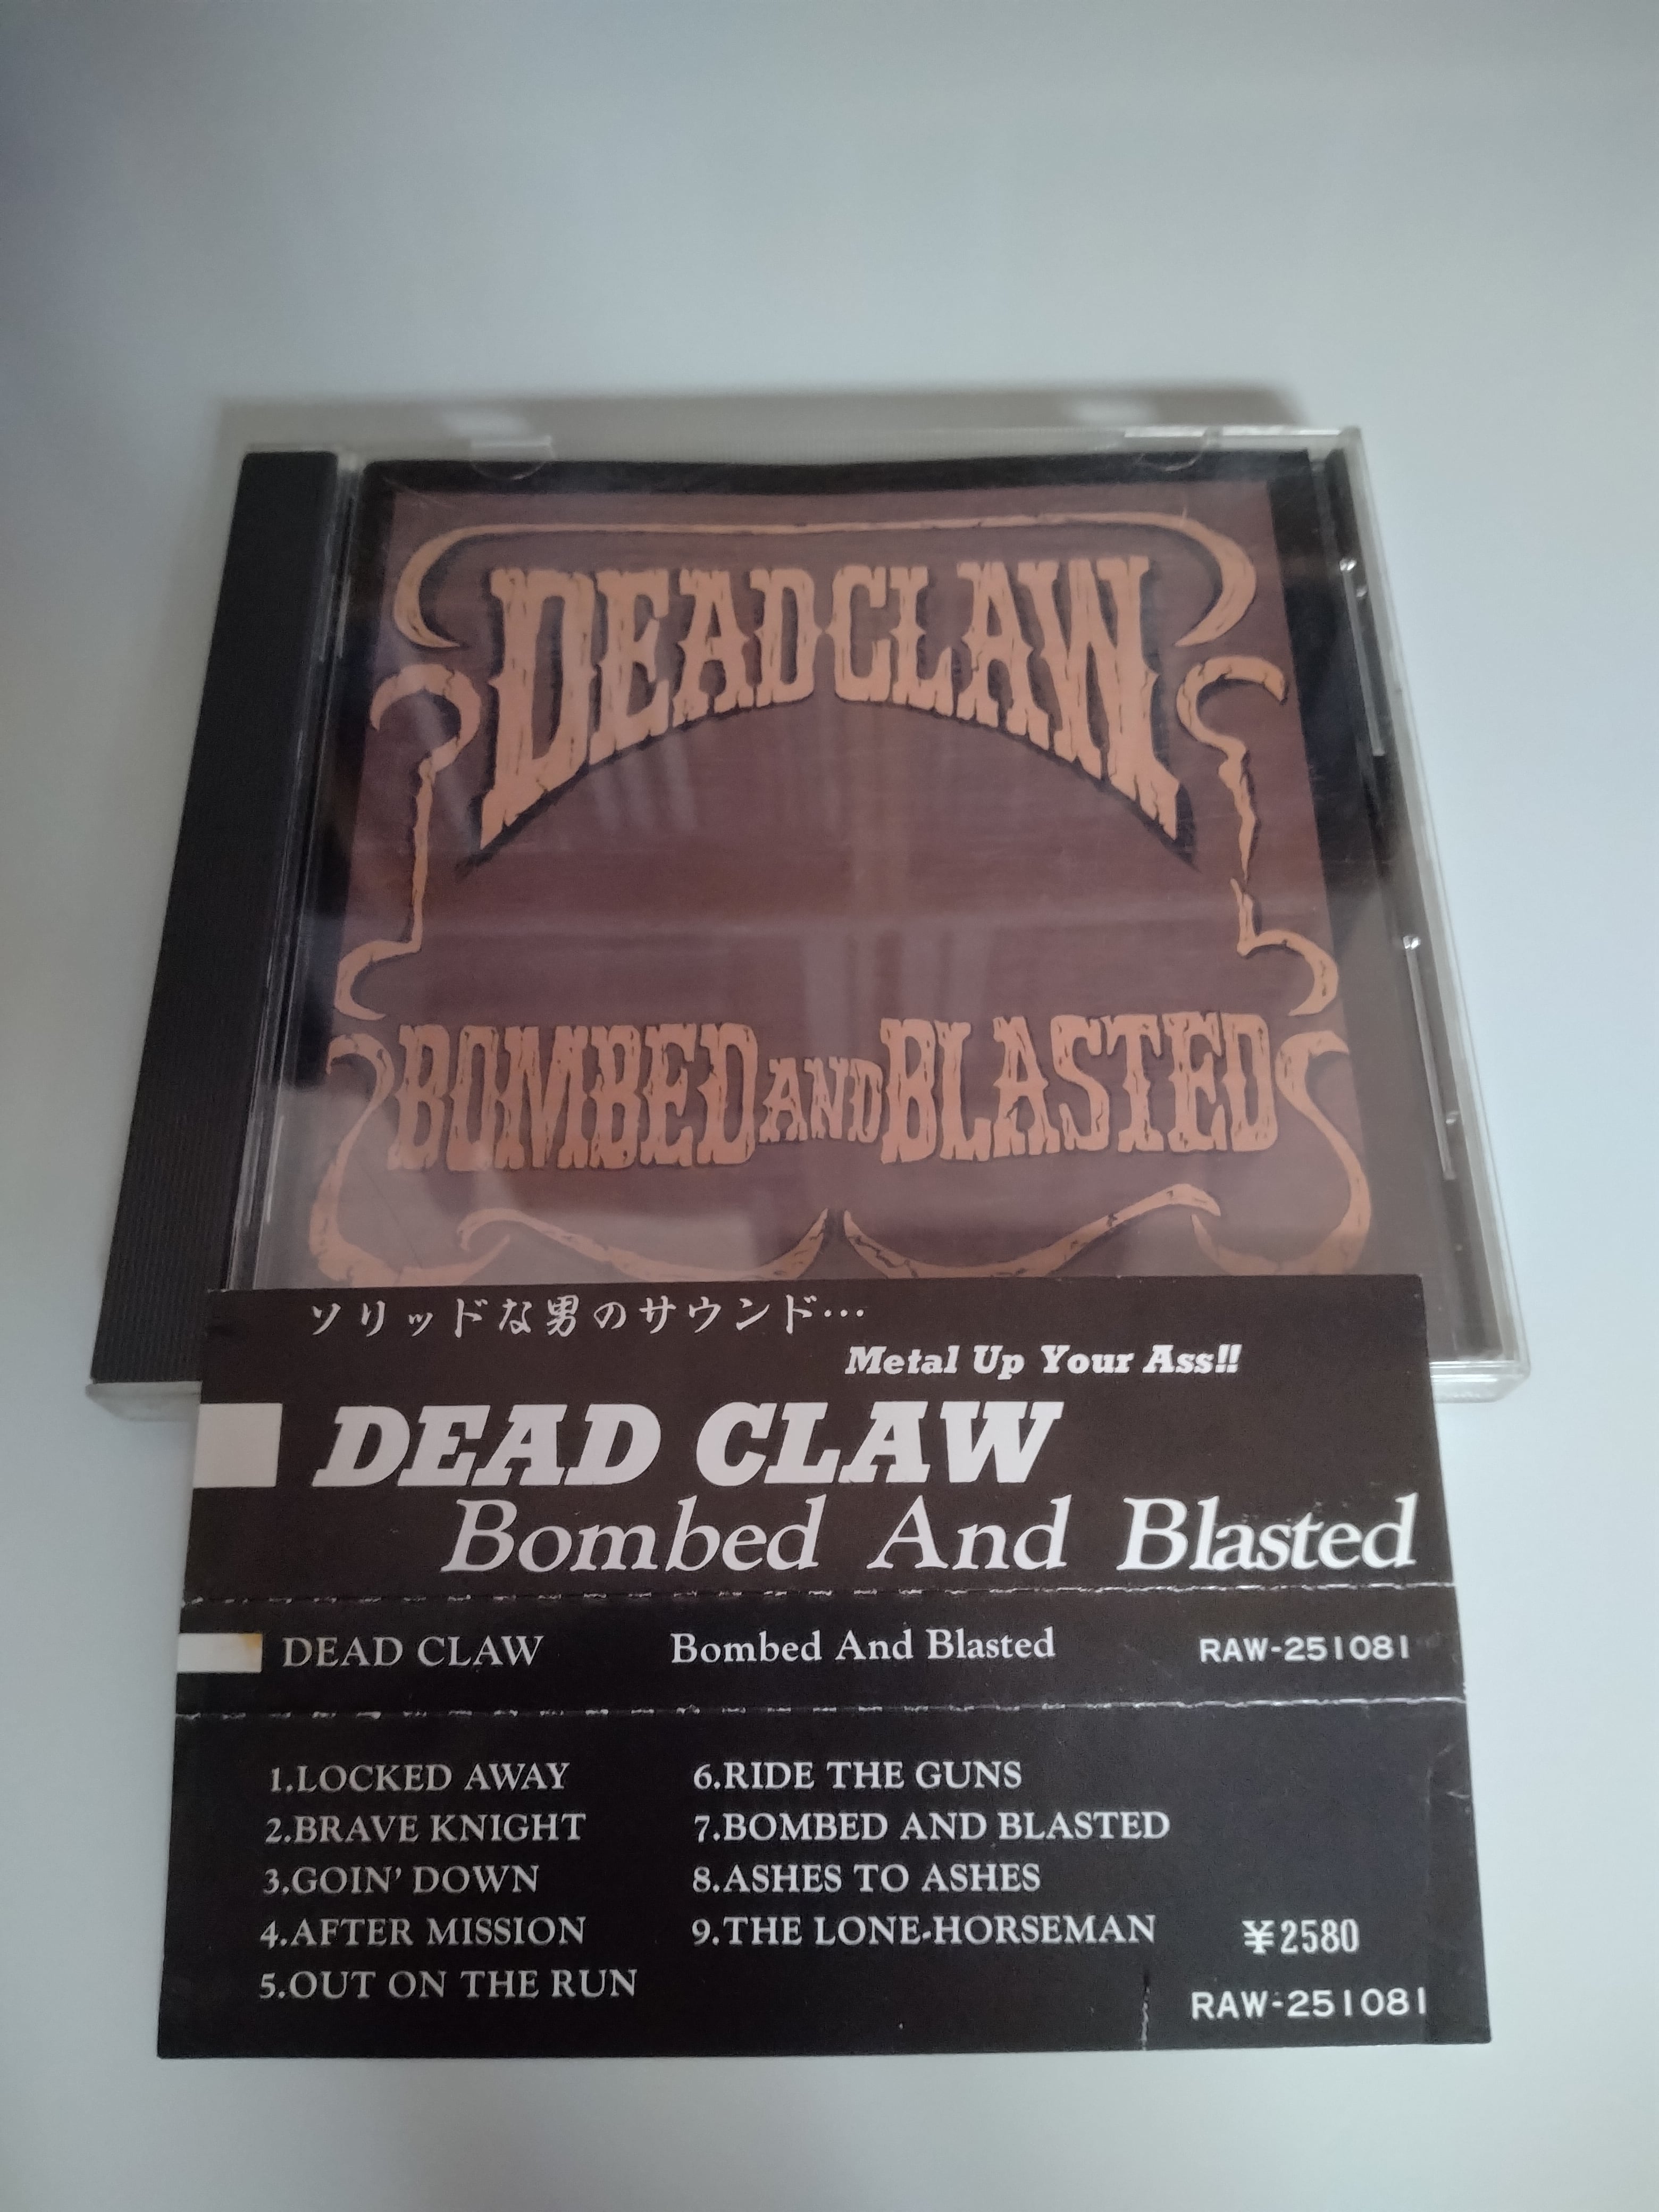 DEAD CLAW
BOMBED AND BLASTED
ソリッドな男のサウンド…
Metal Up Your Ass!!
DEAD CLAW
Bombed And Blasted
DEAD CLAW Bombed And Blasted RAW-251081
1.LOCKED AWAY
2.BRAVE KNIGHT
3.GOIN' DOWN
4.AFTER MISSION
5.OUT ON THE RUN
6.RIDE THE GUNS
7.BOMBED AND BLASTED
8.ASHES TO ASHES
9.THE LONE-HORSEMAN
¥2580
RAW-251081